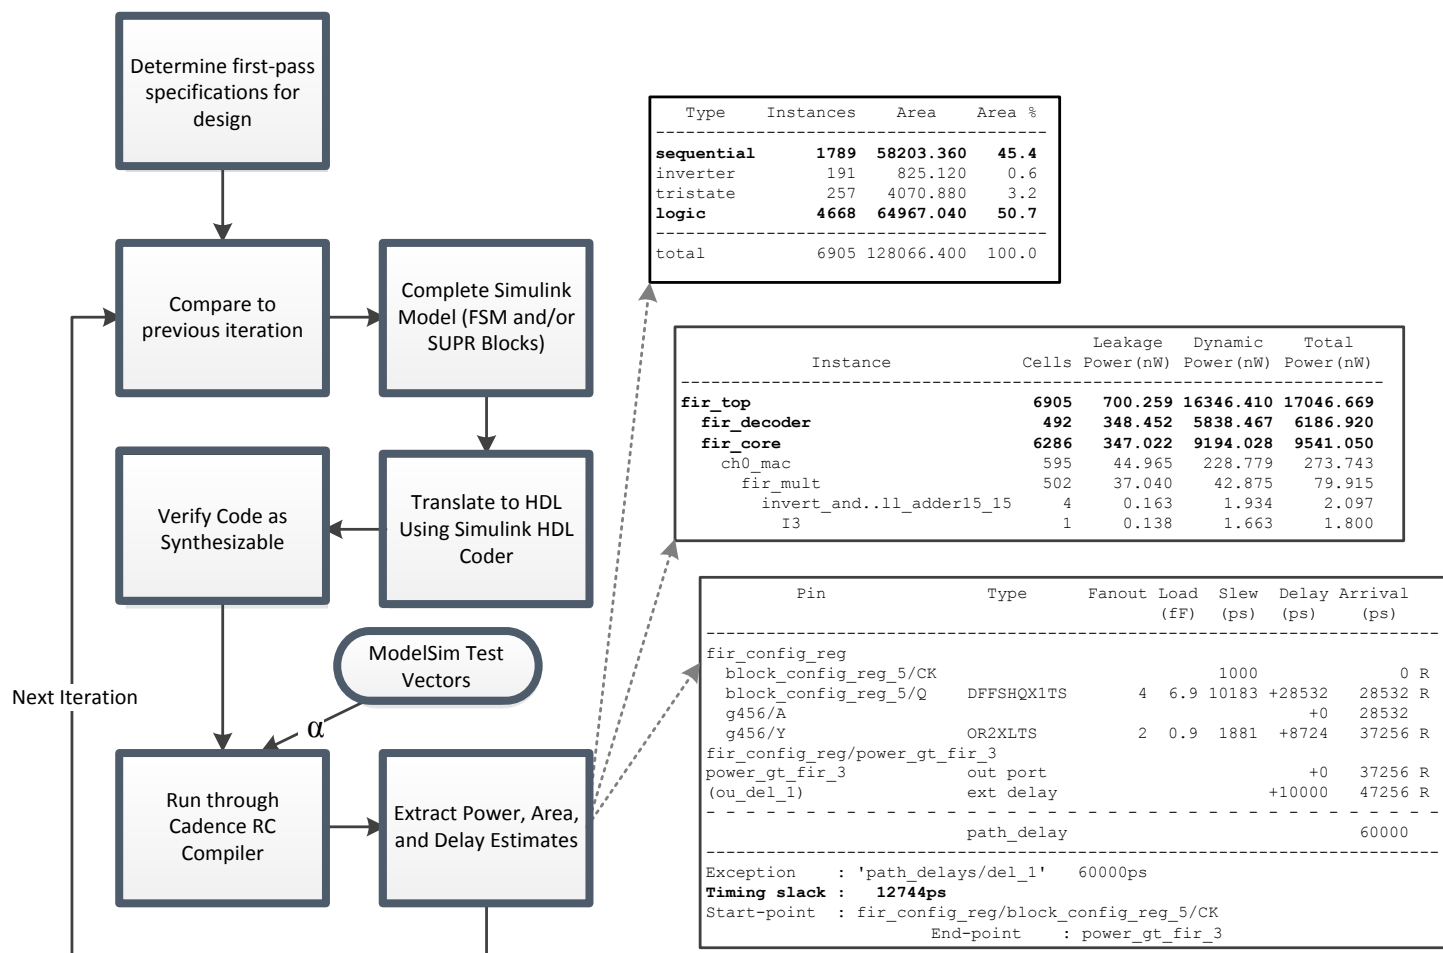 Determine first-pass
specifications for
design
Compare to
previous iteration
Complete Simulink
Model (FSM and/or
SUPR Blocks)
Verify Code as
Synthesizable
Translate to HDL
Using Simulink HDL
Coder
ModelSim Test
Vectors
Next Iteration
α
Run through
Cadence RC
Compiler
Extract Power, Area,
and Delay Estimates
Type Instances Area Area %
----------------------------------------
sequential 1789 58203.360 45.4
inverter 191 825.120 0.6
tristate 257 4070.880 3.2
logic 4668 64967.040 50.7
----------------------------------------
total 6905 128066.400 100.0
Leakage Dynamic Total
Instance Cells Power(nW) Power(nW) Power(nW)
----------------------------------------------------------------------
fir_top 6905 700.259 16346.410 17046.669
fir_decoder 492 348.452 5838.467 6186.920
fir_core 6286 347.022 9194.028 9541.050
ch0_mac 595 44.965 228.779 273.743
fir_mult 502 37.040 42.875 79.915
invert_and..ll_adder15_15 4 0.163 1.934 2.097
I3 1 0.138 1.663 1.800
Pin Type Fanout Load Slew Delay Arrival
(fF) (ps) (ps) (ps)
-------------------------------------------------------------------------
fir_config_reg
block_config_reg_5/CK 1000 0 R
block_config_reg_5/Q DFFSHQX1TS 4 6.9 10183 +28532 28532 R
g456/A +0 28532
g456/Y OR2XLTS 2 0.9 1881 +8724 37256 R
fir_config_reg/power_gt_fir_3
power_gt_fir_3 out port +0 37256 R
(ou_del_1) ext delay +10000 47256 R
- - - - - - - - - - - - - - - - - - - - - - - - - - - - - - - - - - - - -
path_delay 60000
-------------------------------------------------------------------------
Exception : 'path_delays/del_1' 60000ps
Timing slack : 12744ps
Start-point : fir_config_reg/block_config_reg_5/CK
End-point : power_gt_fir_3